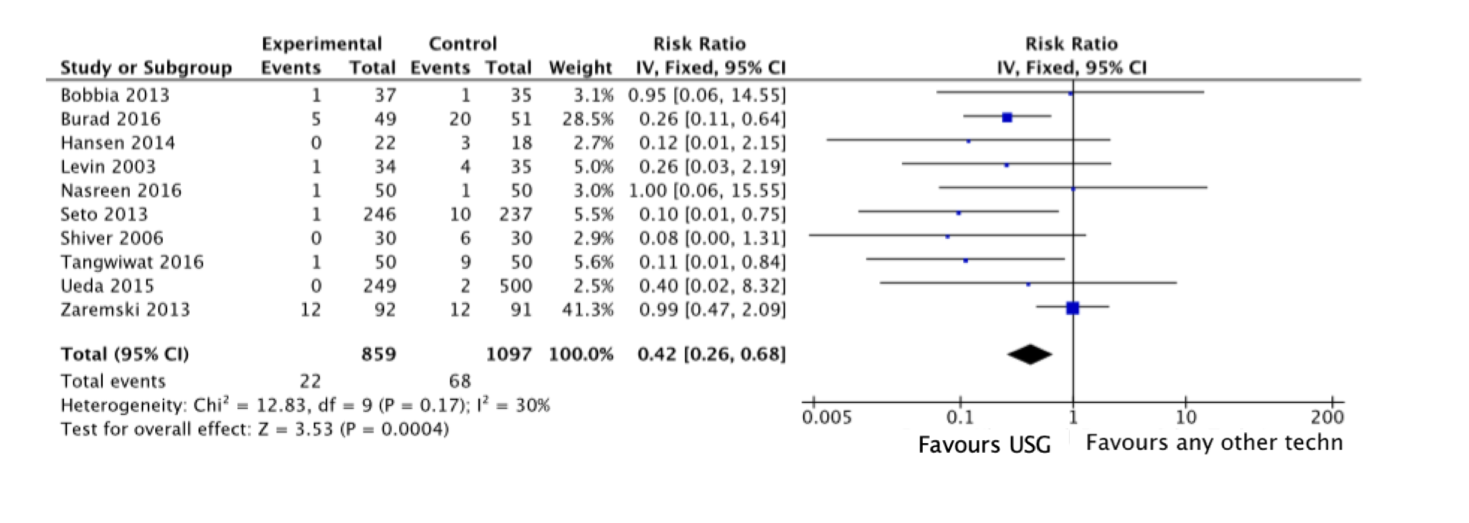 Experimental Control Risk Ratio Risk Ratio
Study or Subgroup Events Total Events Total Weight IV, Fixed, 95% CI IV, Fixed, 95% CI
Bobbia 2013 1 37 1 35 3.1% 0.95 [0.06, 14.55]
Burad 2016 5 49 20 51 28.5% 0.26 [0.11, 0.64]
Hansen 2014 0 22 3 18 2.7% 0.12 [0.01, 2.15]
Levin 2003 1 34 4 35 5.0% 0.26 [0.03, 2.19]
Nasreen 2016 1 50 1 50 3.0% 1.00 [0.06, 15.55]
Seto 2013 1 246 10 237 5.5% 0.10 [0.01, 0.75]
Shiver 2006 0 30 6 30 2.9% 0.08 [0.00, 1.31]
Tangwiwat 2016 1 50 9 50 5.6% 0.11 [0.01, 0.84]
Ueda 2015 0 249 2 500 2.5% 0.40 [0.02, 8.32]
Zaremski 2013 12 92 12 91 41.3% 0.99 [0.47, 2.09]
Total (95% CI) 859 1097 100.0% 0.42 [0.26, 0.68]
Total events 22 68
Heterogeneity: Chi² = 12.83, df = 9 (P = 0.17); I² = 30%
Test for overall effect: Z = 3.53 (P = 0.0004)
0.005 0.1 1 10 200
Favours USG Favours any other techn